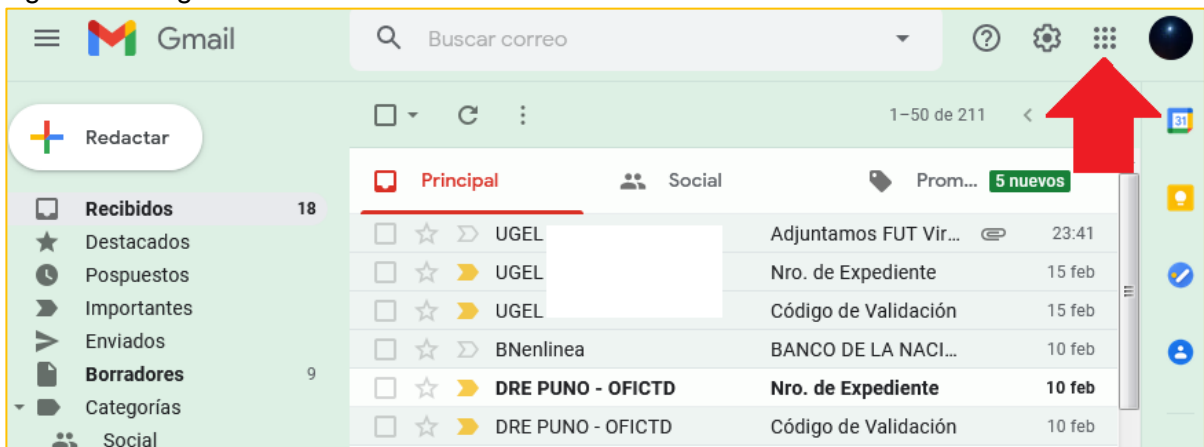 Gmail
Buscar correo
Redactar
1–50 de 211
31
Principal
Social
Prom... 5 nuevos
Recibidos 18
Destacados
Pospuestos
Importantes
Enviados
Borradores 9
Categorías
Social
UGEL Adjuntamos FUT Vir... 23:41
UGEL Nro. de Expediente 15 feb
UGEL Código de Validación 15 feb
BNenlinea BANCO DE LA NACI... 10 feb
DRE PUNO - OFICTD Nro. de Expediente 10 feb
DRE PUNO - OFICTD Código de Validación 10 feb